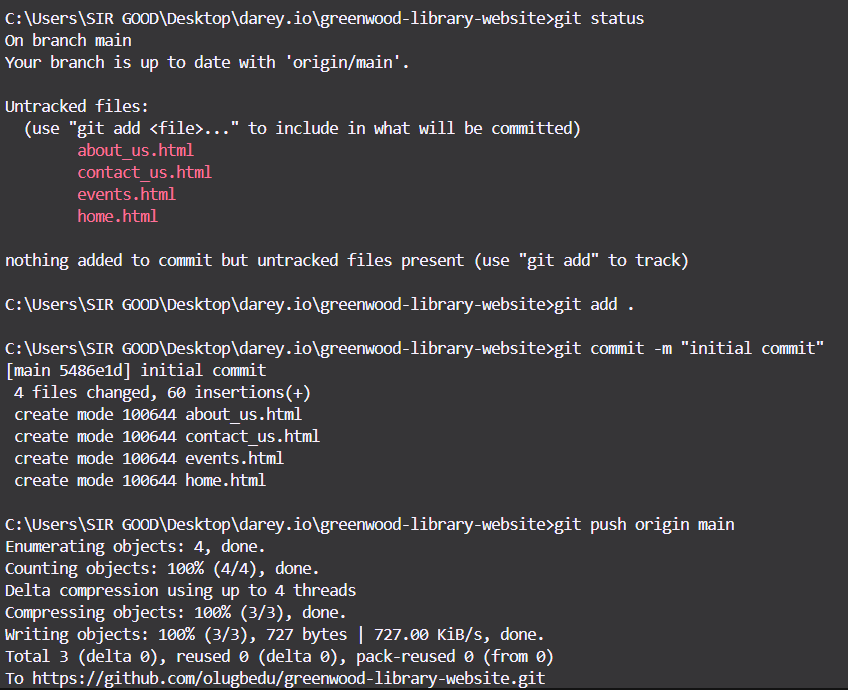 C:\Users\SIR GOOD\Desktop\darey.io\greenwood-library-website>git status
On branch main
Your branch is up to date with 'origin/main'.
Untracked files:
  (use "git add <file>..." to include in what will be committed)
        about_us.html
        contact_us.html
        events.html
        home.html
nothing added to commit but untracked files present (use "git add" to track)
C:\Users\SIR GOOD\Desktop\darey.io\greenwood-library-website>git add .
C:\Users\SIR GOOD\Desktop\darey.io\greenwood-library-website>git commit -m "initial commit"
[main 5486e1d] initial commit
 4 files changed, 60 insertions(+)
 create mode 100644 about_us.html
 create mode 100644 contact_us.html
 create mode 100644 events.html
 create mode 100644 home.html
C:\Users\SIR GOOD\Desktop\darey.io\greenwood-library-website>git push origin main
Enumerating objects: 4, done.
Counting objects: 100% (4/4), done.
Delta compression using up to 4 threads
Compressing objects: 100% (3/3), done.
Writing objects: 100% (3/3), 727 bytes | 727.00 KiB/s, done.
Total 3 (delta 0), reused 0 (delta 0), pack-reused 0 (from 0)
To https://github.com/olugbedu/greenwood-library-website.git